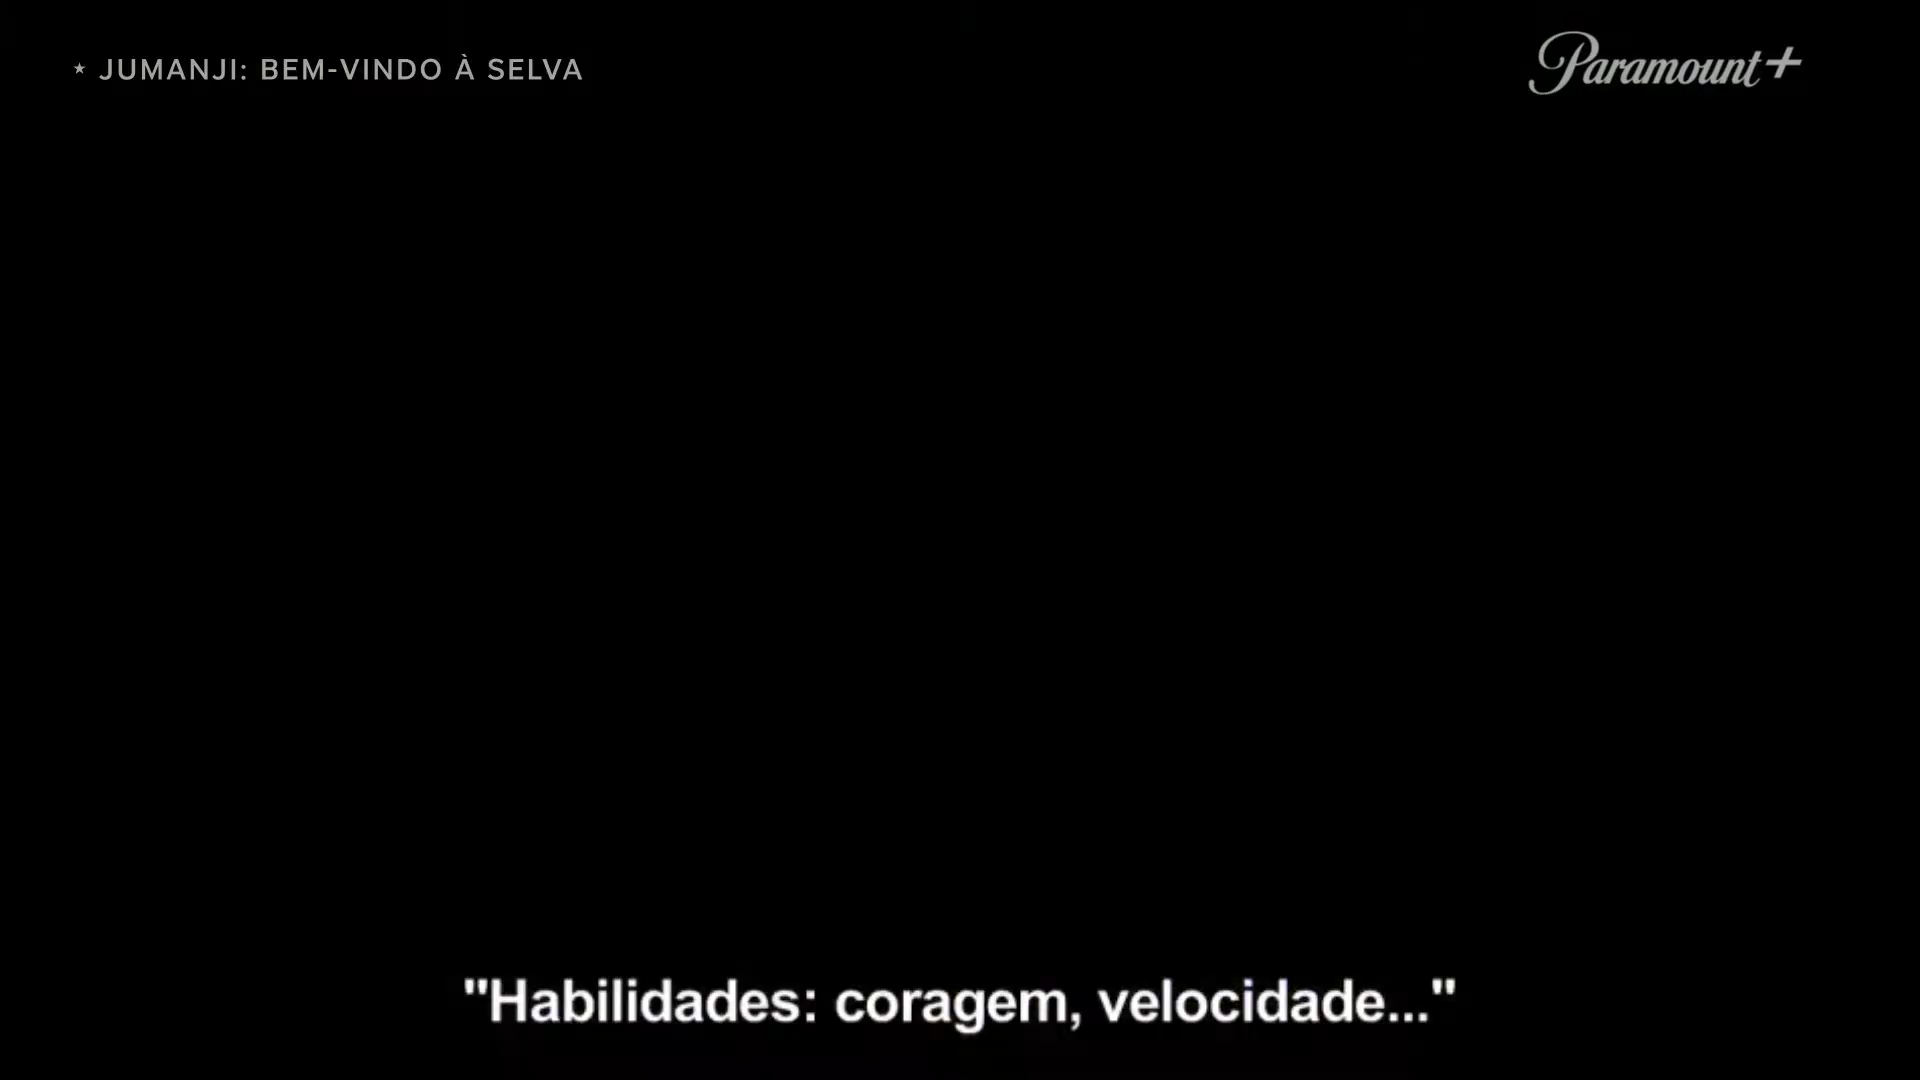 ★ JUMANJI: BEM-VINDO À SELVA
Paramount+
"Habilidades: coragem, velocidade..."